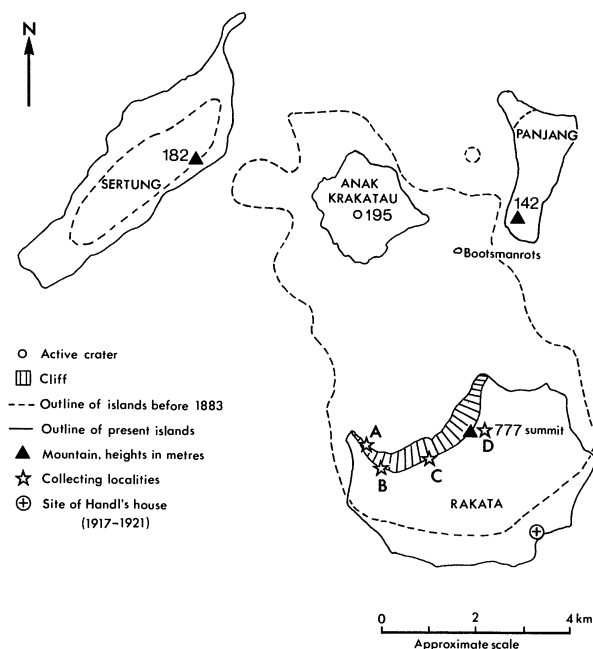 N
182
SERTUNG
ANAK
KRAKATAU
195
PANJANG
142
Bootsmanrots
Active crater
Cliff
Outline of islands before 1883
Outline of present islands
Mountain, heights in metres
Collecting localities
Site of Handl's house
(1917–1921)
A
B
C
D
777 summit
RAKATA
0 2 4 km
Approximate scale